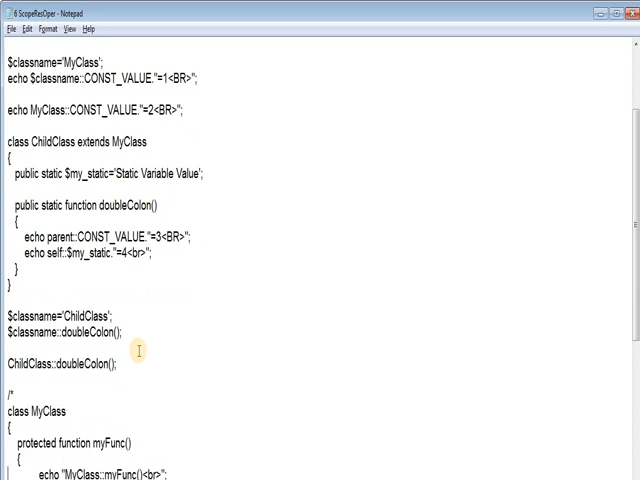 6 ScopeResOper - Notepad
File Edit Format View Help
$classname='MyClass';
echo $classname::CONST_VALUE."=1<BR>";
echo MyClass::CONST_VALUE."=2<BR>";
class ChildClass extends MyClass
{
public static $my_static='Static Variable Value';
public static function doubleColon()
{
echo parent::CONST_VALUE."=3<BR>";
echo self::$my_static."=4<br>";
}
}
$classname='ChildClass';
$classname::doubleColon();
ChildClass::doubleColon();
/*
class MyClass
{
protected function myFunc()
{
echo "MyClass::myFunc()<br>";